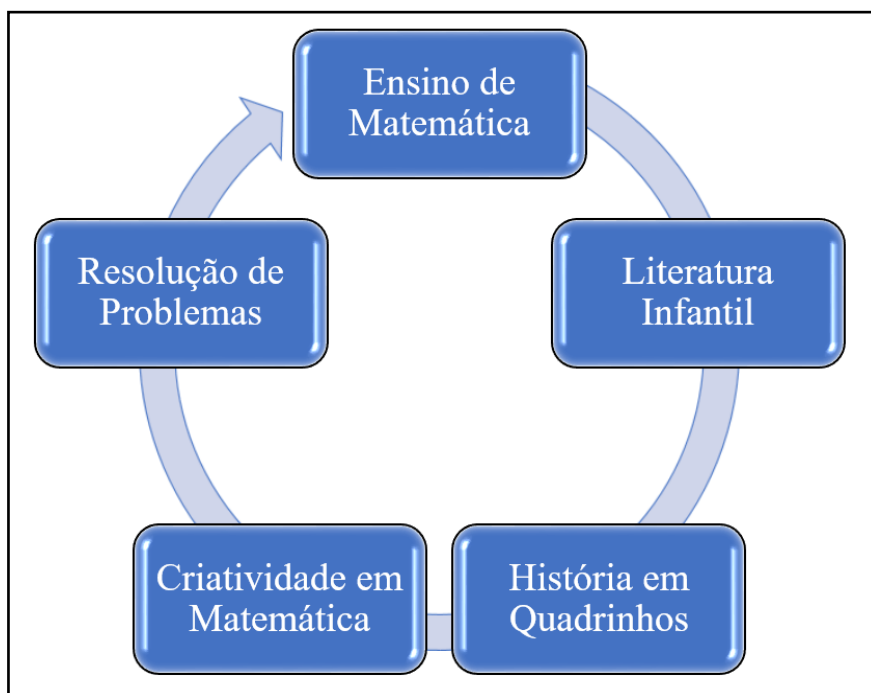 Ensino de
Matemática
Literatura
Infantil
História em
Quadrinhos
Criatividade em
Matemática
Resolução de
Problemas